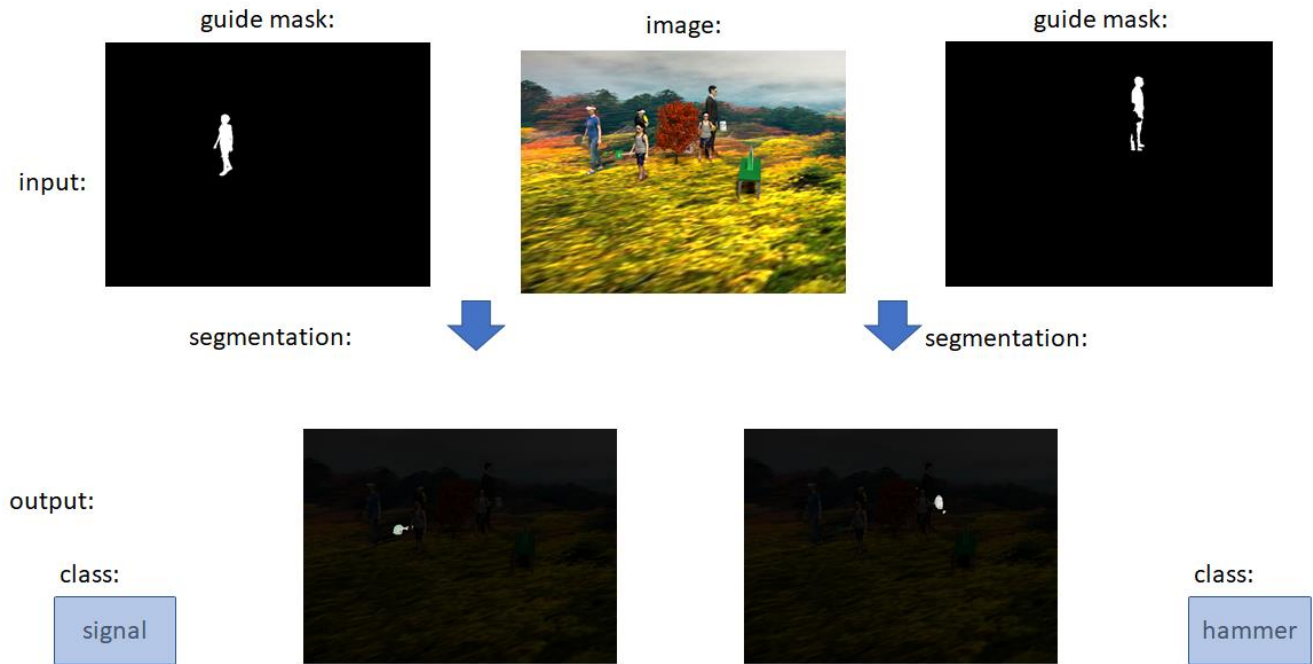 guide mask:
image:
guide mask:
input:
segmentation:
segmentation:
output:
class:
class:
signal
hammer